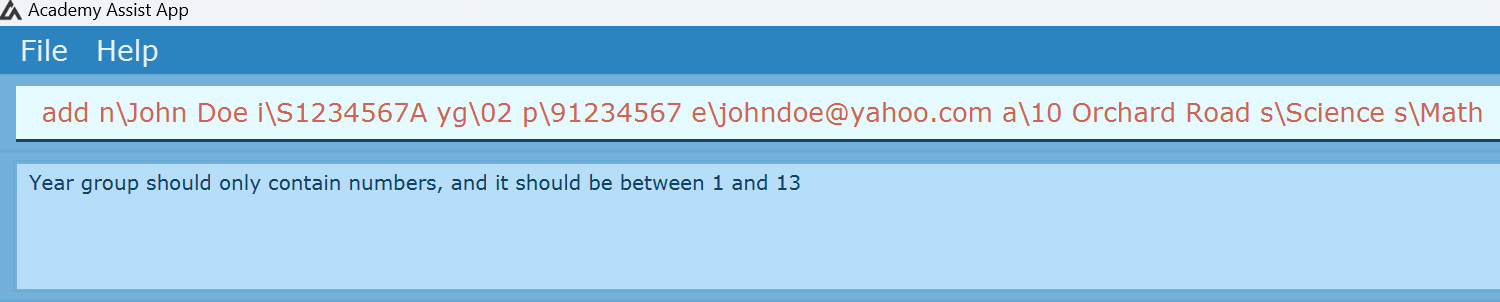 Academy Assist App
File Help
add n\John Doe i\S1234567A yg\02 p\91234567 e\johndoe@yahoo.com a\10 Orchard Road s\Science s\Math
Year group should only contain numbers, and it should be between 1 and 13